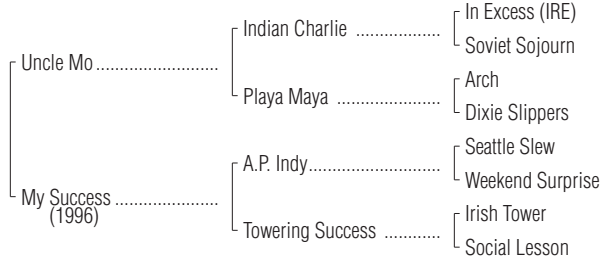 In Excess (IRE)
Indian Charlie ..................
Soviet Sojourn
Uncle Mo..........................
Arch
Playa Maya ......................
Dixie Slippers
Seattle Slew
A.P. Indy............................
Weekend Surprise
My Success ......................
(1996)
Irish Tower
Towering Success ............
Social Lesson